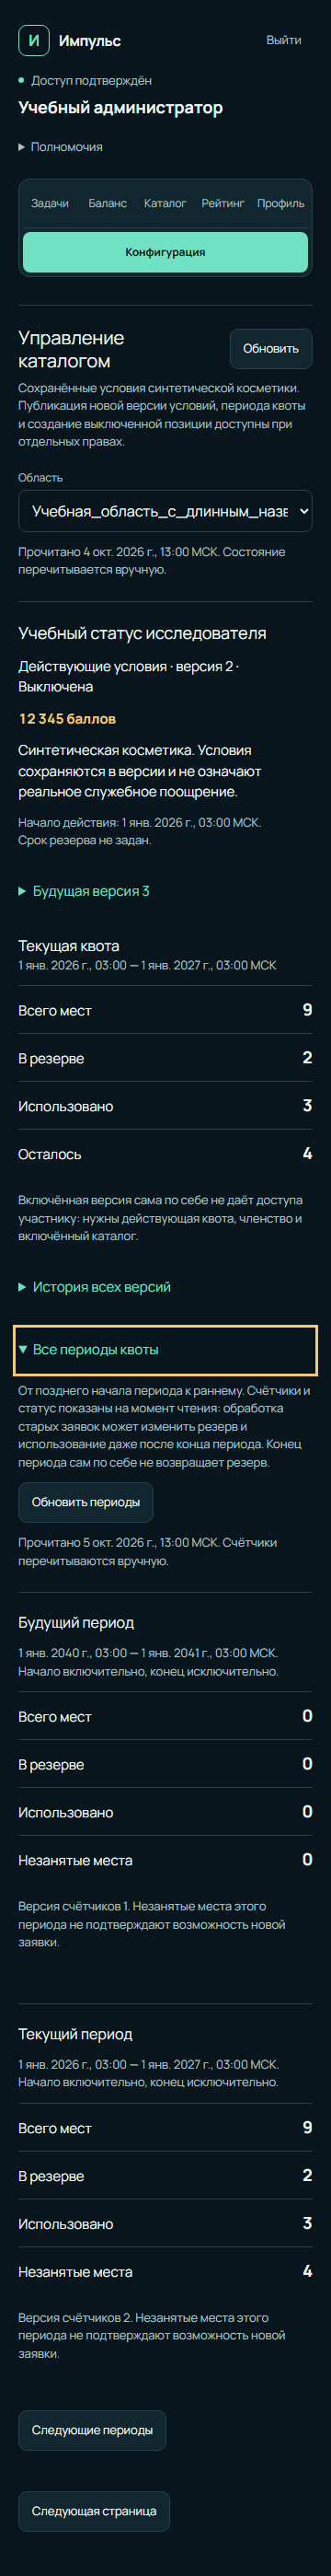 И Импульс Выйти
Доступ подтверждён
Учебный администратор
Полномочия
Задачи Баланс Каталог Рейтинг Профиль
Конфигурация
Управление
каталогом
Обновить
Сохранённые условия синтетической косметики.
Публикация новой версии условий, периода квоты
и создание выключенной позиции доступны при
отдельных правах.
Область
Учебная_область_с_длинным_назв
Прочитано 4 окт. 2026 г., 13:00 МСК. Состояние
перечитывается вручную.
Учебный статус исследователя
Действующие условия · версия 2 ·
Выключена
12 345 баллов
Синтетическая косметика. Условия
сохраняются в версии и не означают
реальное служебное поощрение.
Начало действия: 1 янв. 2026 г., 03:00 МСК.
Срок резерва не задан.
Будущая версия 3
Текущая квота
1 янв. 2026 г., 03:00 — 1 янв. 2027 г., 03:00 МСК
Всего мест 9
В резерве 2
Использовано 3
Осталось 4
Включённая версия сама по себе не даёт доступа
участнику: нужны действующая квота, членство и
включённый каталог.
История всех версий
Все периоды квоты
От позднего начала периода к раннему. Счётчики и
статус показаны на момент чтения: обработка
старых заявок может изменить резерв и
использование даже после конца периода. Конец
периода сам по себе не возвращает резерв.
Обновить периоды
Прочитано 5 окт. 2026 г., 13:00 МСК. Счётчики
перечитываются вручную.
Будущий период
1 янв. 2040 г., 03:00 — 1 янв. 2041 г., 03:00 МСК.
Начало включительно, конец исключительно.
Всего мест 0
В резерве 0
Использовано 0
Незанятые места 0
Версия счётчиков 1. Незанятые места этого
периода не подтверждают возможность новой
заявки.
Текущий период
1 янв. 2026 г., 03:00 — 1 янв. 2027 г., 03:00 МСК.
Начало включительно, конец исключительно.
Всего мест 9
В резерве 2
Использовано 3
Незанятые места 4
Версия счётчиков 2. Незанятые места этого
периода не подтверждают возможность новой
заявки.
Следующие периоды
Следующая страница